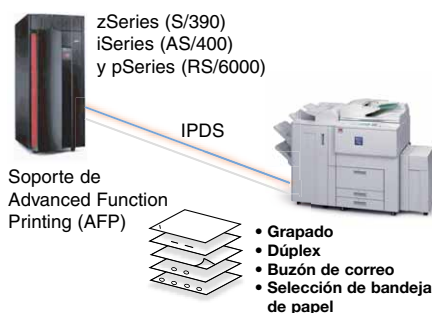 zSeries (S/390)
iSeries (AS/400)
y pSeries (RS/6000)
IPDS
Soporte de
Advanced Function
Printing (AFP)
• Grapado
• Dúplex
• Buzón de correo
• Selección de bandeja
de papel